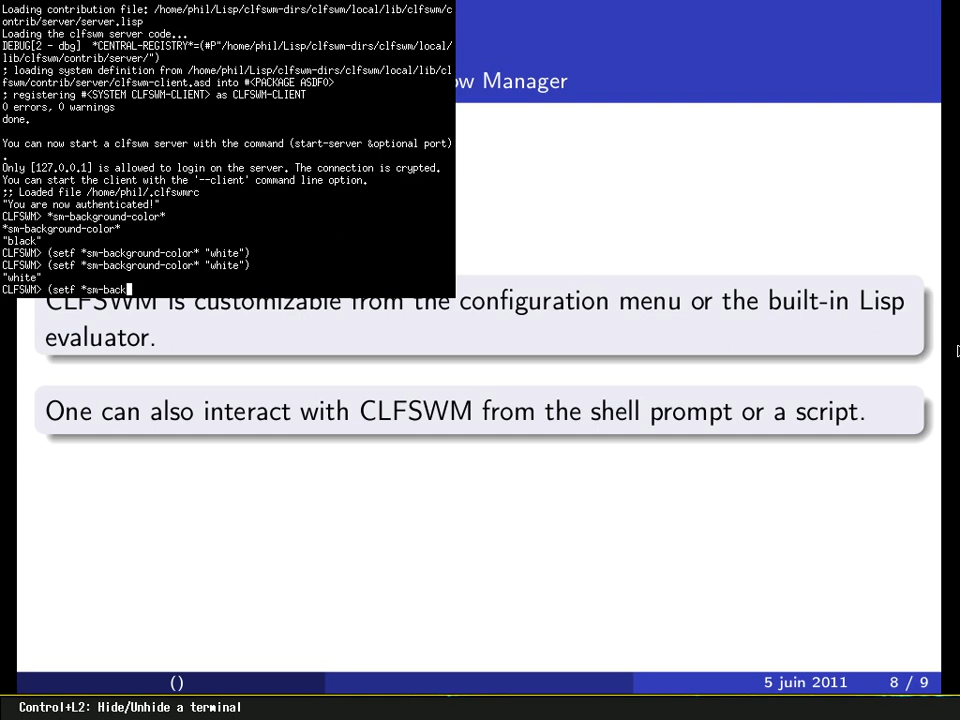 Loading contribution file: /home/phil/Lisp/clfswm-dirs/clfswm/local/lib/clfswm/c
ontrib/server/server.lisp
Loading the clfswm server code...
DEBUG[2 - dbg]  *CENTRAL-REGISTRY*=(#P"/home/phil/Lisp/clfswm-dirs/clfswm/local/
lib/clfswm/contrib/server/")
; loading system definition from /home/phil/Lisp/clfswm-dirs/clfswm/local/lib/cl
fswm/contrib/server/clfswm-client.asd into #<PACKAGE ASDF0>
; registering #<SYSTEM CLFSWM-CLIENT> as CLFSWM-CLIENT
0 errors, 0 warnings
done.
You can now start a clfswm server with the command (start-server &optional port)
.
Only [127.0.0.1] is allowed to login on the server. The connection is crypted.
You can start the client with the '--client' command line option.
;; Loaded file /home/phil/.clfswmrc
"You are now authenticated!"
CLFSWM> *sm-background-color*
*sm-background-color*
"black"
CLFSWM> (setf *sm-background-color* "white")
CLFSWM> (setf *sm-background-color* "white")
"white"
CLFSWM> (setf *sm-back
ow Manager
CLFSWM is customizable from the configuration menu or the built-in Lisp
evaluator.
One can also interact with CLFSWM from the shell prompt or a script.
() 5 juin 2011 8 / 9
Control+L2: Hide/Unhide a terminal